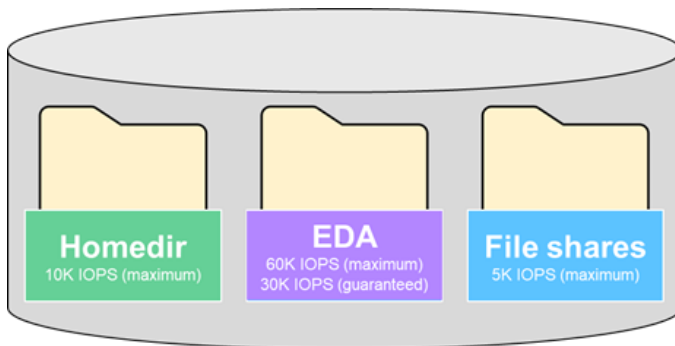 Homedir
10K IOPS (maximum)
EDA
60K IOPS (maximum)
30K IOPS (guaranteed)
File shares
5K IOPS (maximum)